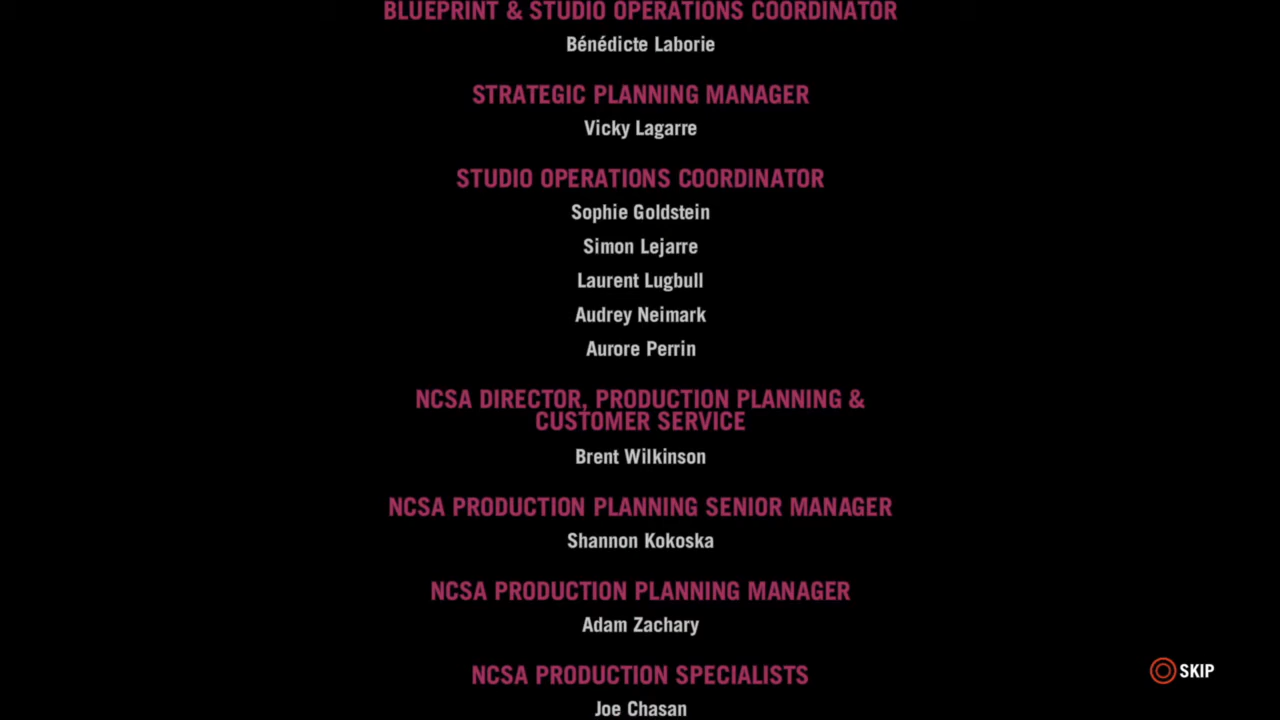 BLUEPRINT & STUDIO OPERATIONS COORDINATOR
Bénédicte Laborie
STRATEGIC PLANNING MANAGER
Vicky Lagarre
STUDIO OPERATIONS COORDINATOR
Sophie Goldstein
Simon Lejarre
Laurent Lugbull
Audrey Neimark
Aurore Perrin
NCSA DIRECTOR, PRODUCTION PLANNING &
CUSTOMER SERVICE
Brent Wilkinson
NCSA PRODUCTION PLANNING SENIOR MANAGER
Shannon Kokoska
NCSA PRODUCTION PLANNING MANAGER
Adam Zachary
NCSA PRODUCTION SPECIALISTS
SKIP
Joe Chasan